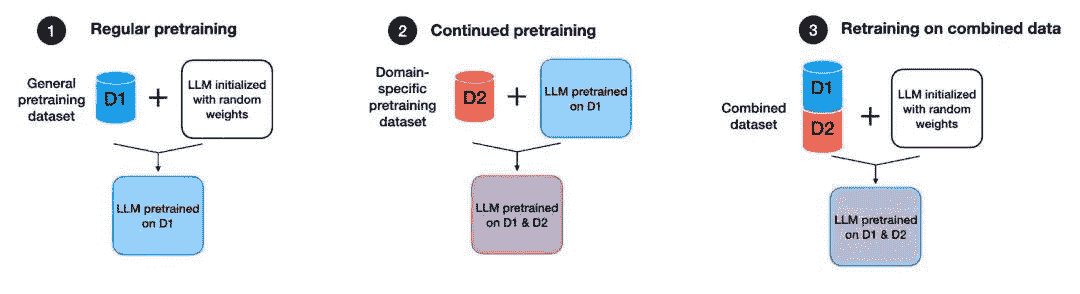 1 Regular pretraining
General
pretraining
dataset
D1
+
LLM initialized
with random
weights
LLM pretrained
on D1
2 Continued pretraining
Domain-
specific
pretraining
dataset
D2
+
LLM pretrained
on D1
LLM pretrained
on D1 & D2
3 Retraining on combined data
Combined
dataset
D1
D2
+
LLM initialized
with random
weights
LLM pretrained
on D1 & D2